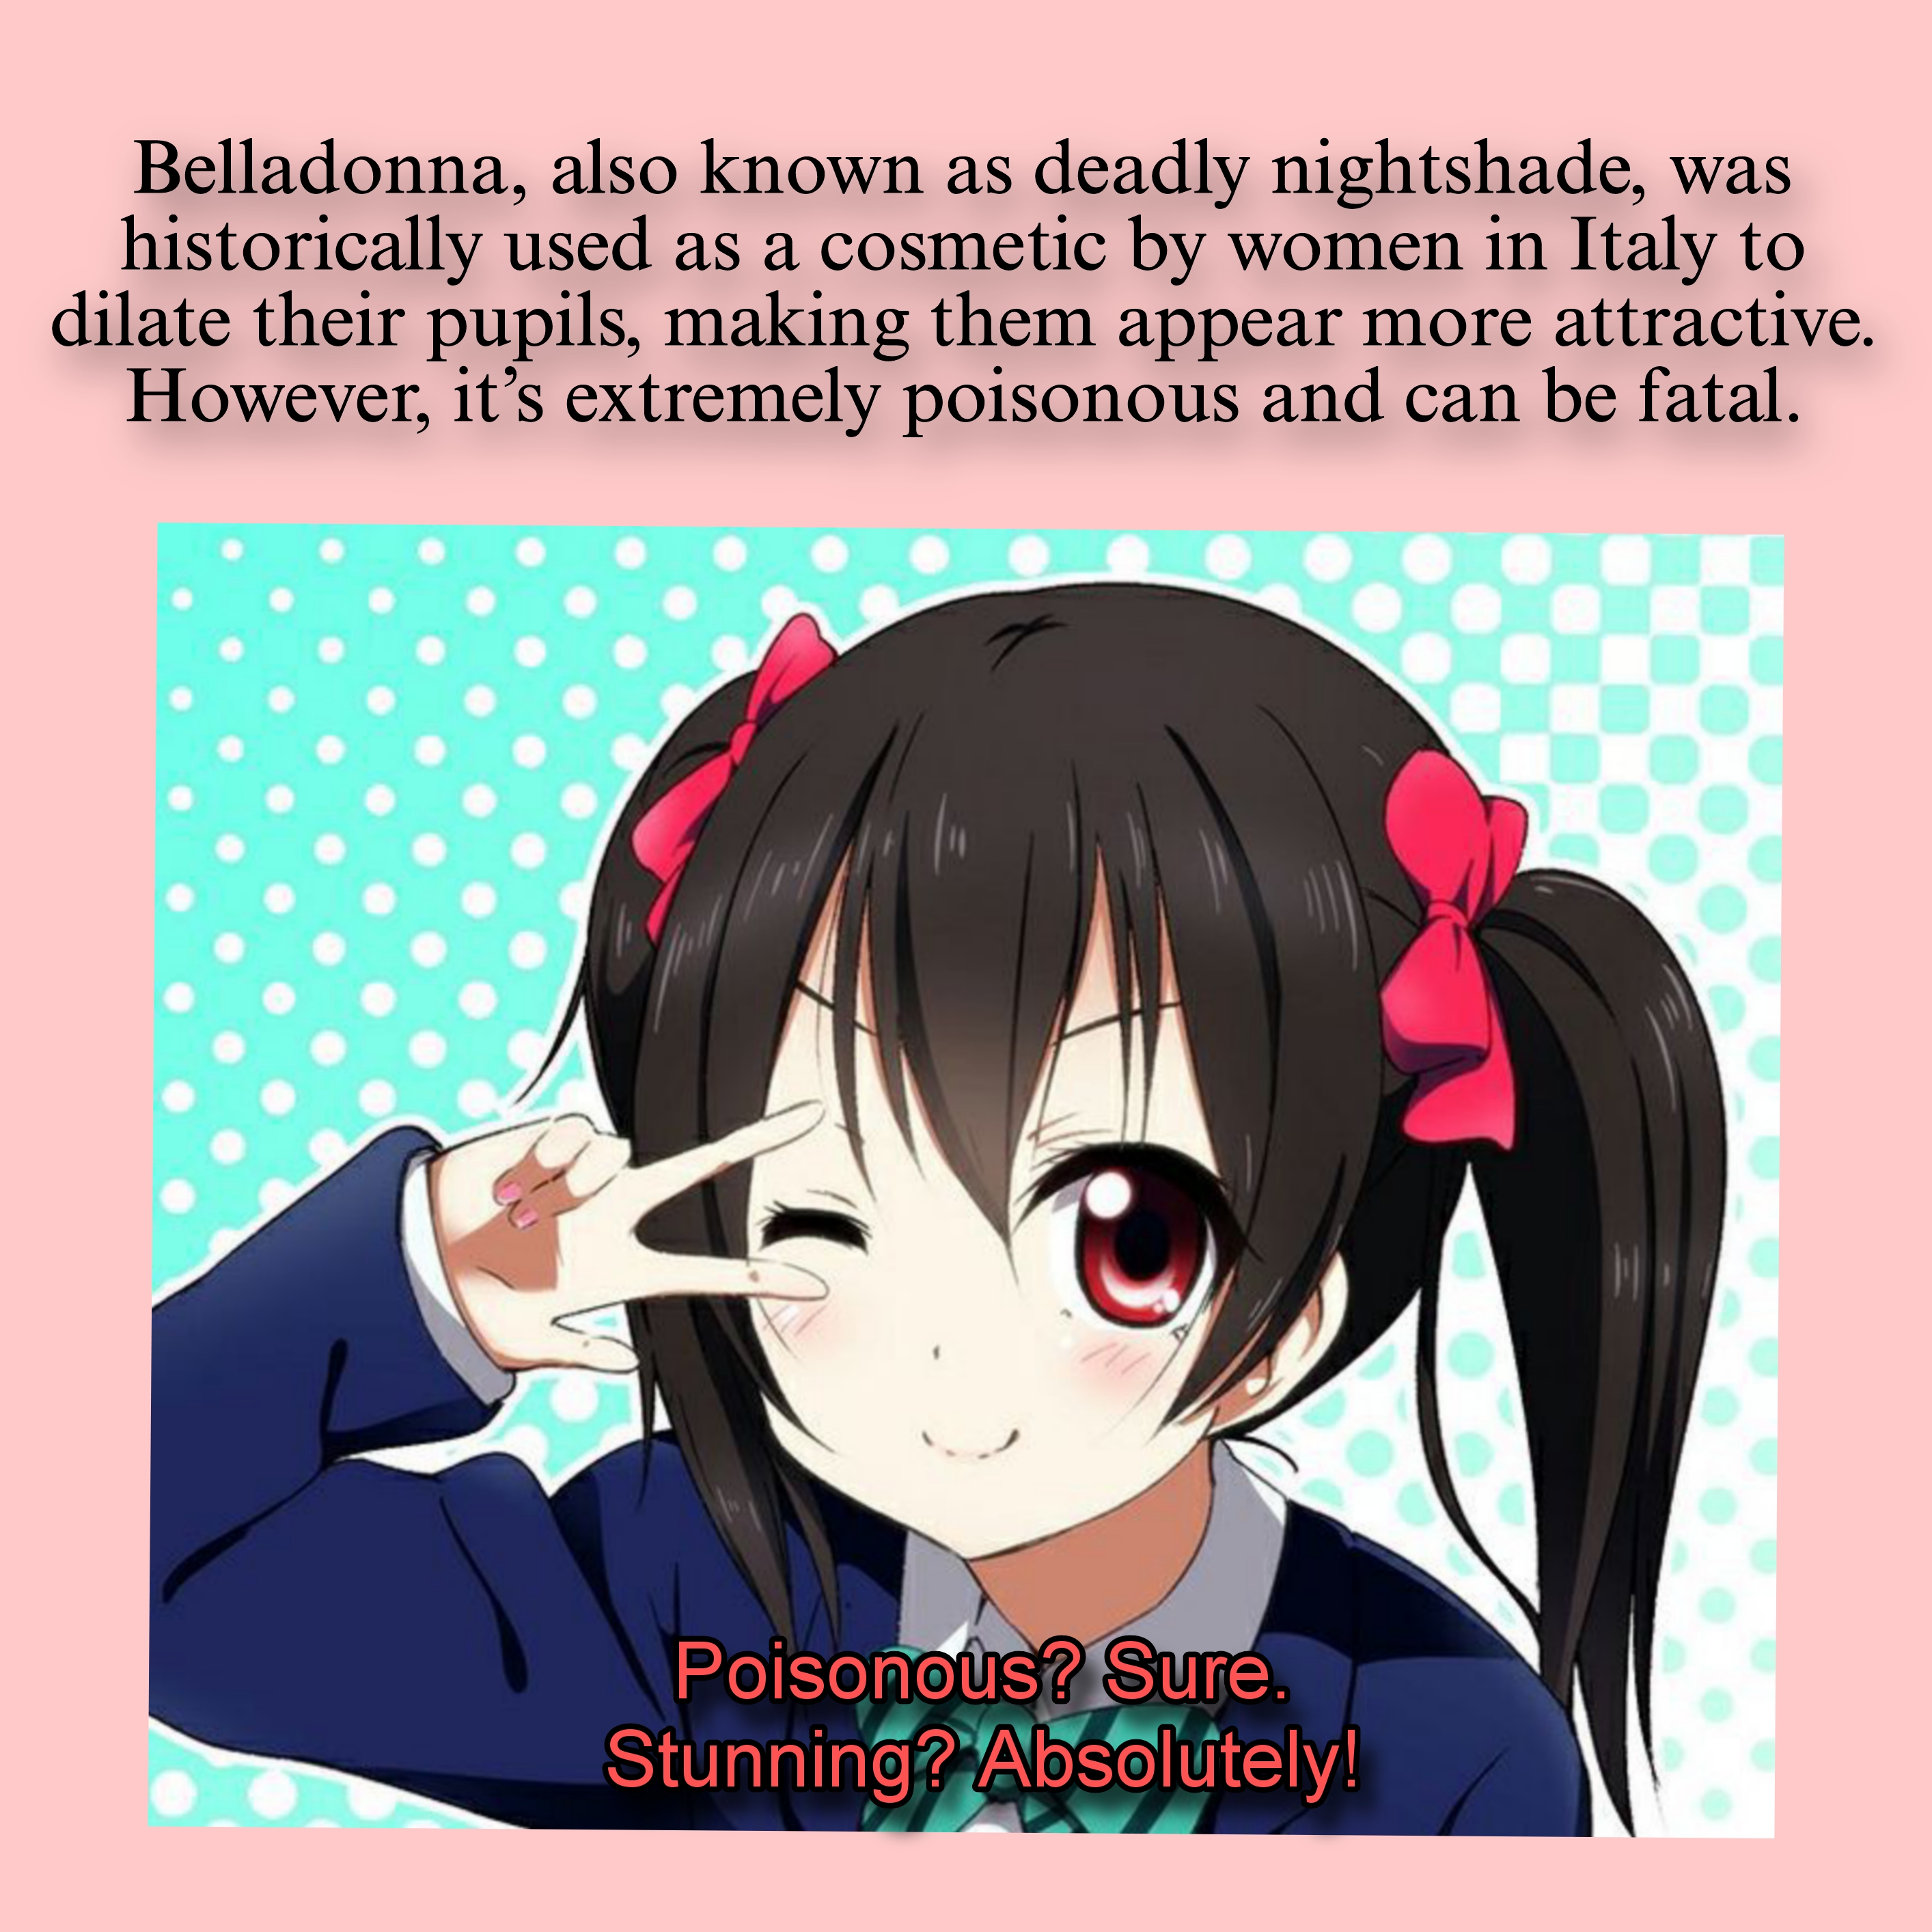 Belladonna, also known as deadly nightshade, was
historically used as a cosmetic by women in Italy to
dilate their pupils, making them appear more attractive.
However, it’s extremely poisonous and can be fatal.
Poisonous? Sure.
Stunning? Absolutely!